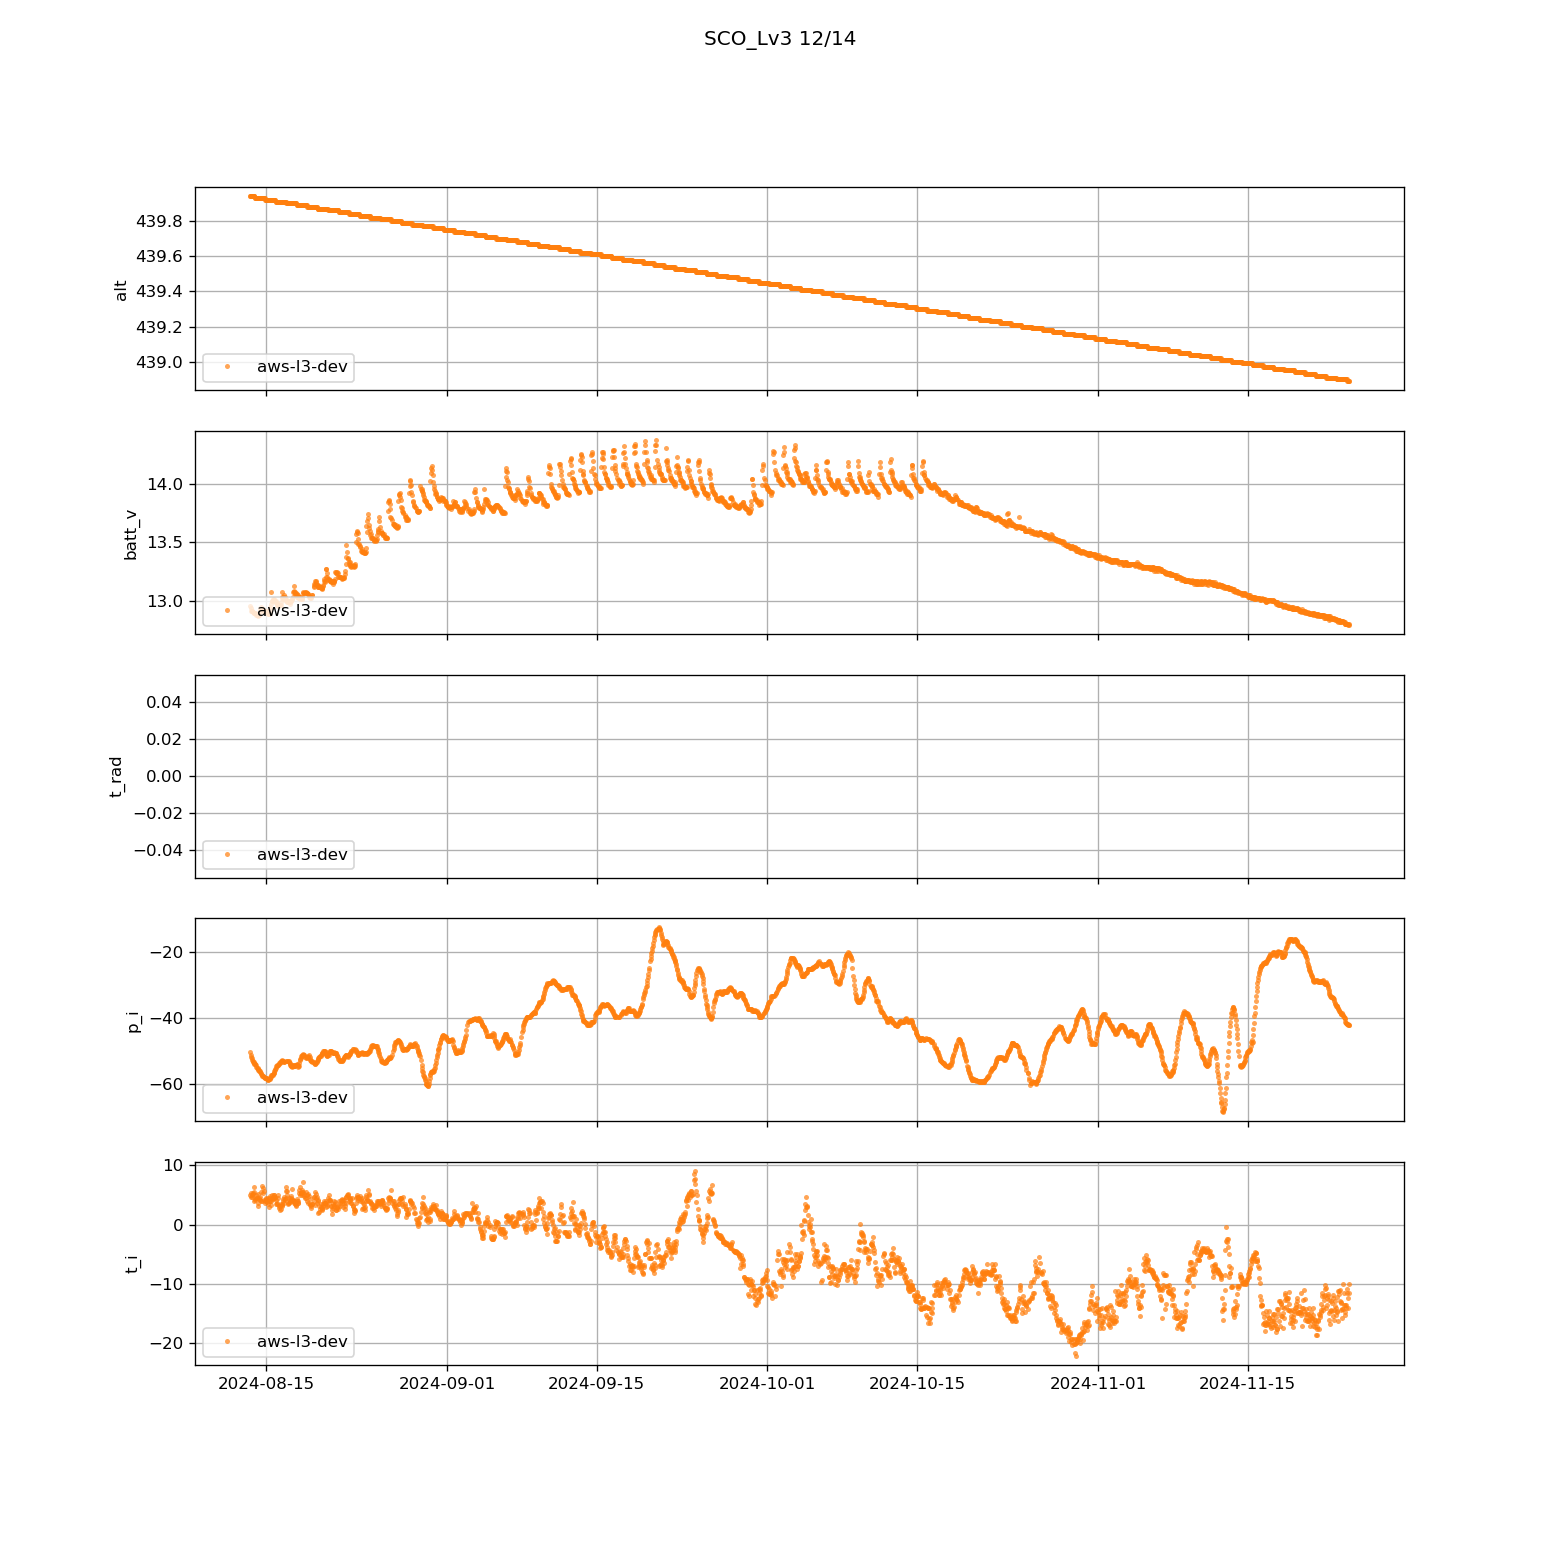 SCO_Lv3 12/14
439.8
439.6
439.4
439.2
439.0
alt
aws-l3-dev
14.0
13.5
13.0
batt_v
aws-l3-dev
0.04
0.02
0.00
−0.02
−0.04
t_rad
aws-l3-dev
−20
−40
−60
p_i
aws-l3-dev
10
0
−10
−20
t_i
aws-l3-dev
2024-08-15 2024-09-01 2024-09-15 2024-10-01 2024-10-15 2024-11-01 2024-11-15